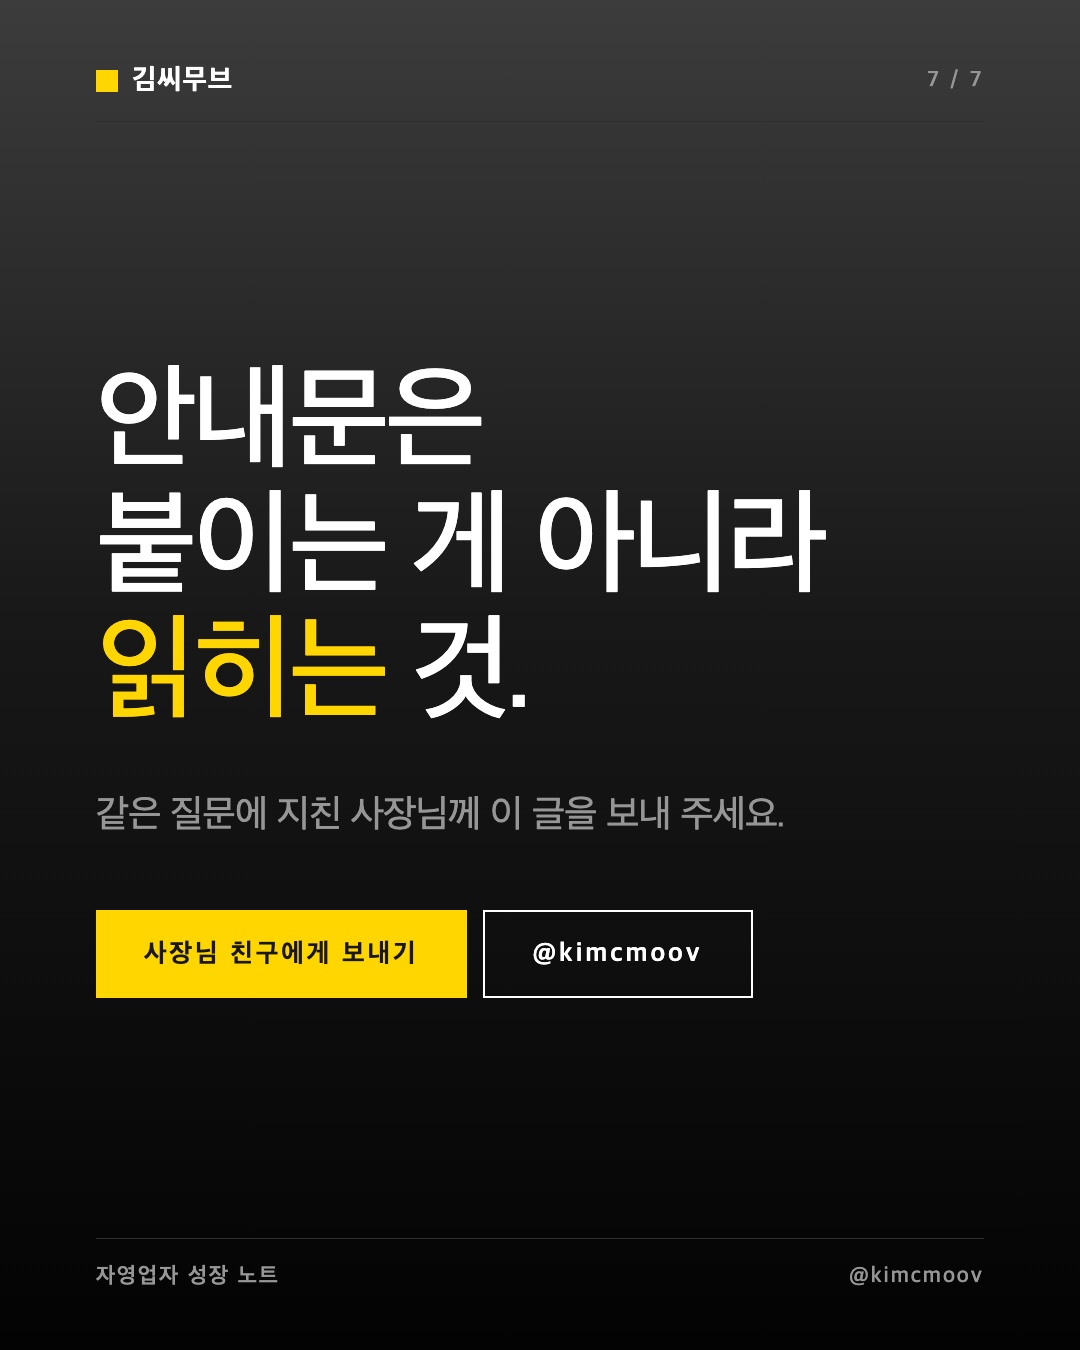 김씨무브
7 / 7
안내문은
붙이는 게 아니라
읽히는 것.
같은 질문에 지친 사장님께 이 글을 보내 주세요.
사장님 친구에게 보내기
@kimcmoov
자영업자 성장 노트
@kimcmoov